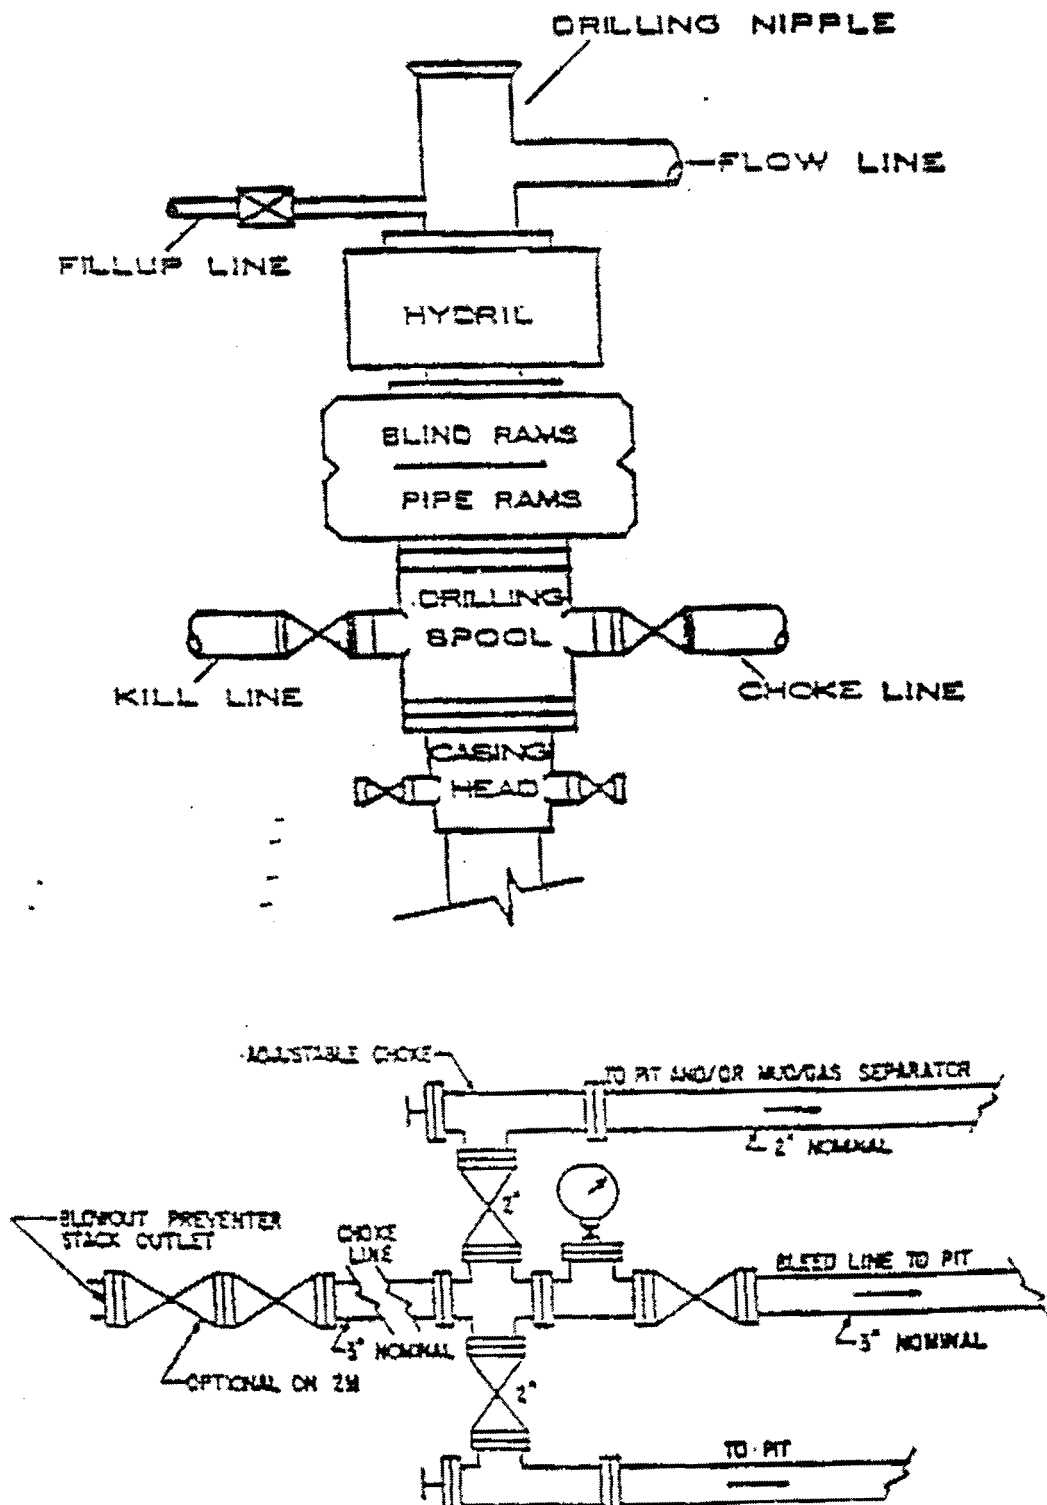 DRILLING NIPPLE
FLOW LINE
FILLUP LINE
HYDRIL
BLIND RAMS
PIPE RAMS
DRILLING
SPOOL
KILL LINE
CHOKE LINE
CASING
HEAD
ADJUSTABLE CHOKE
TO PIT AND/OR MUD/GAS SEPARATOR
2" NOMINAL
2"
BLOWOUT PREVENTER
STACK OUTLET
CHOKE
LINE
BLEED LINE TO PIT
3" NOMINAL
3" NOMINAL
OPTIONAL ON 2M
2"
TO PIT